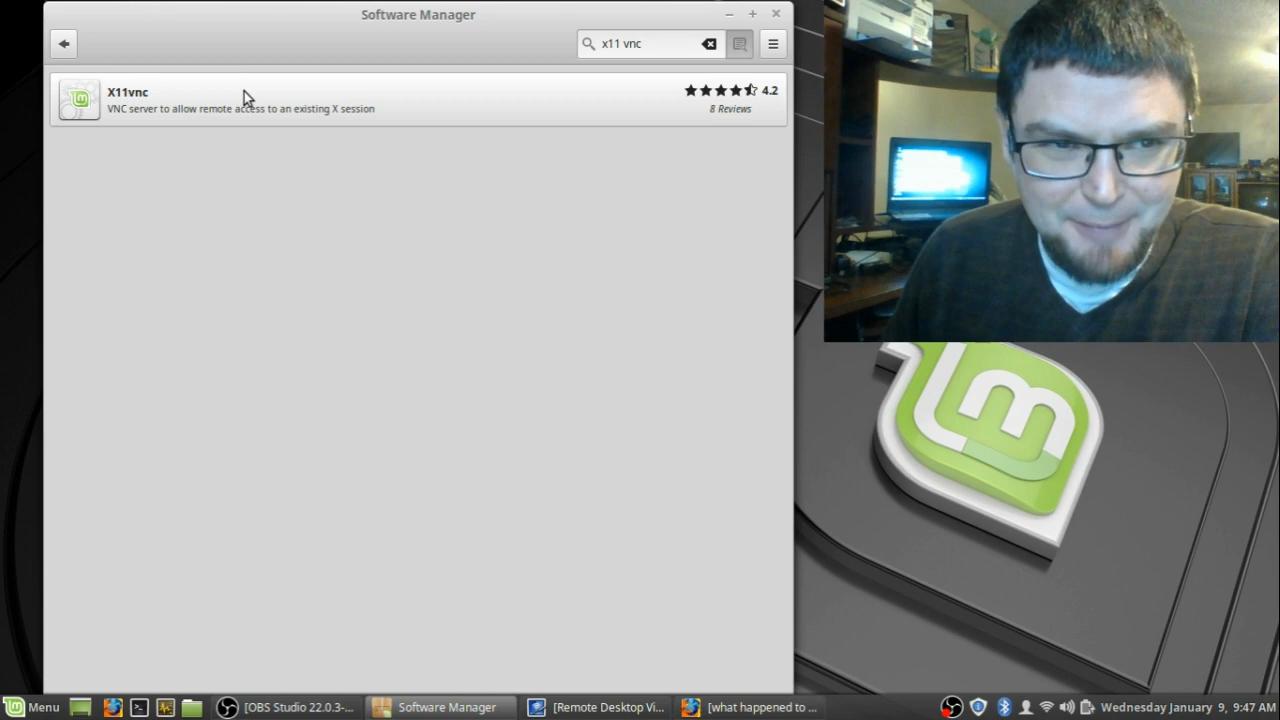 Software Manager
x11 vnc
X11vnc
VNC server to allow remote access to an existing X session
4.2
8 Reviews
Menu
[OBS Studio 22.0.3-...
Software Manager
[Remote Desktop Vi...
[what happened to ...
Wednesday January 9, 9:47 AM